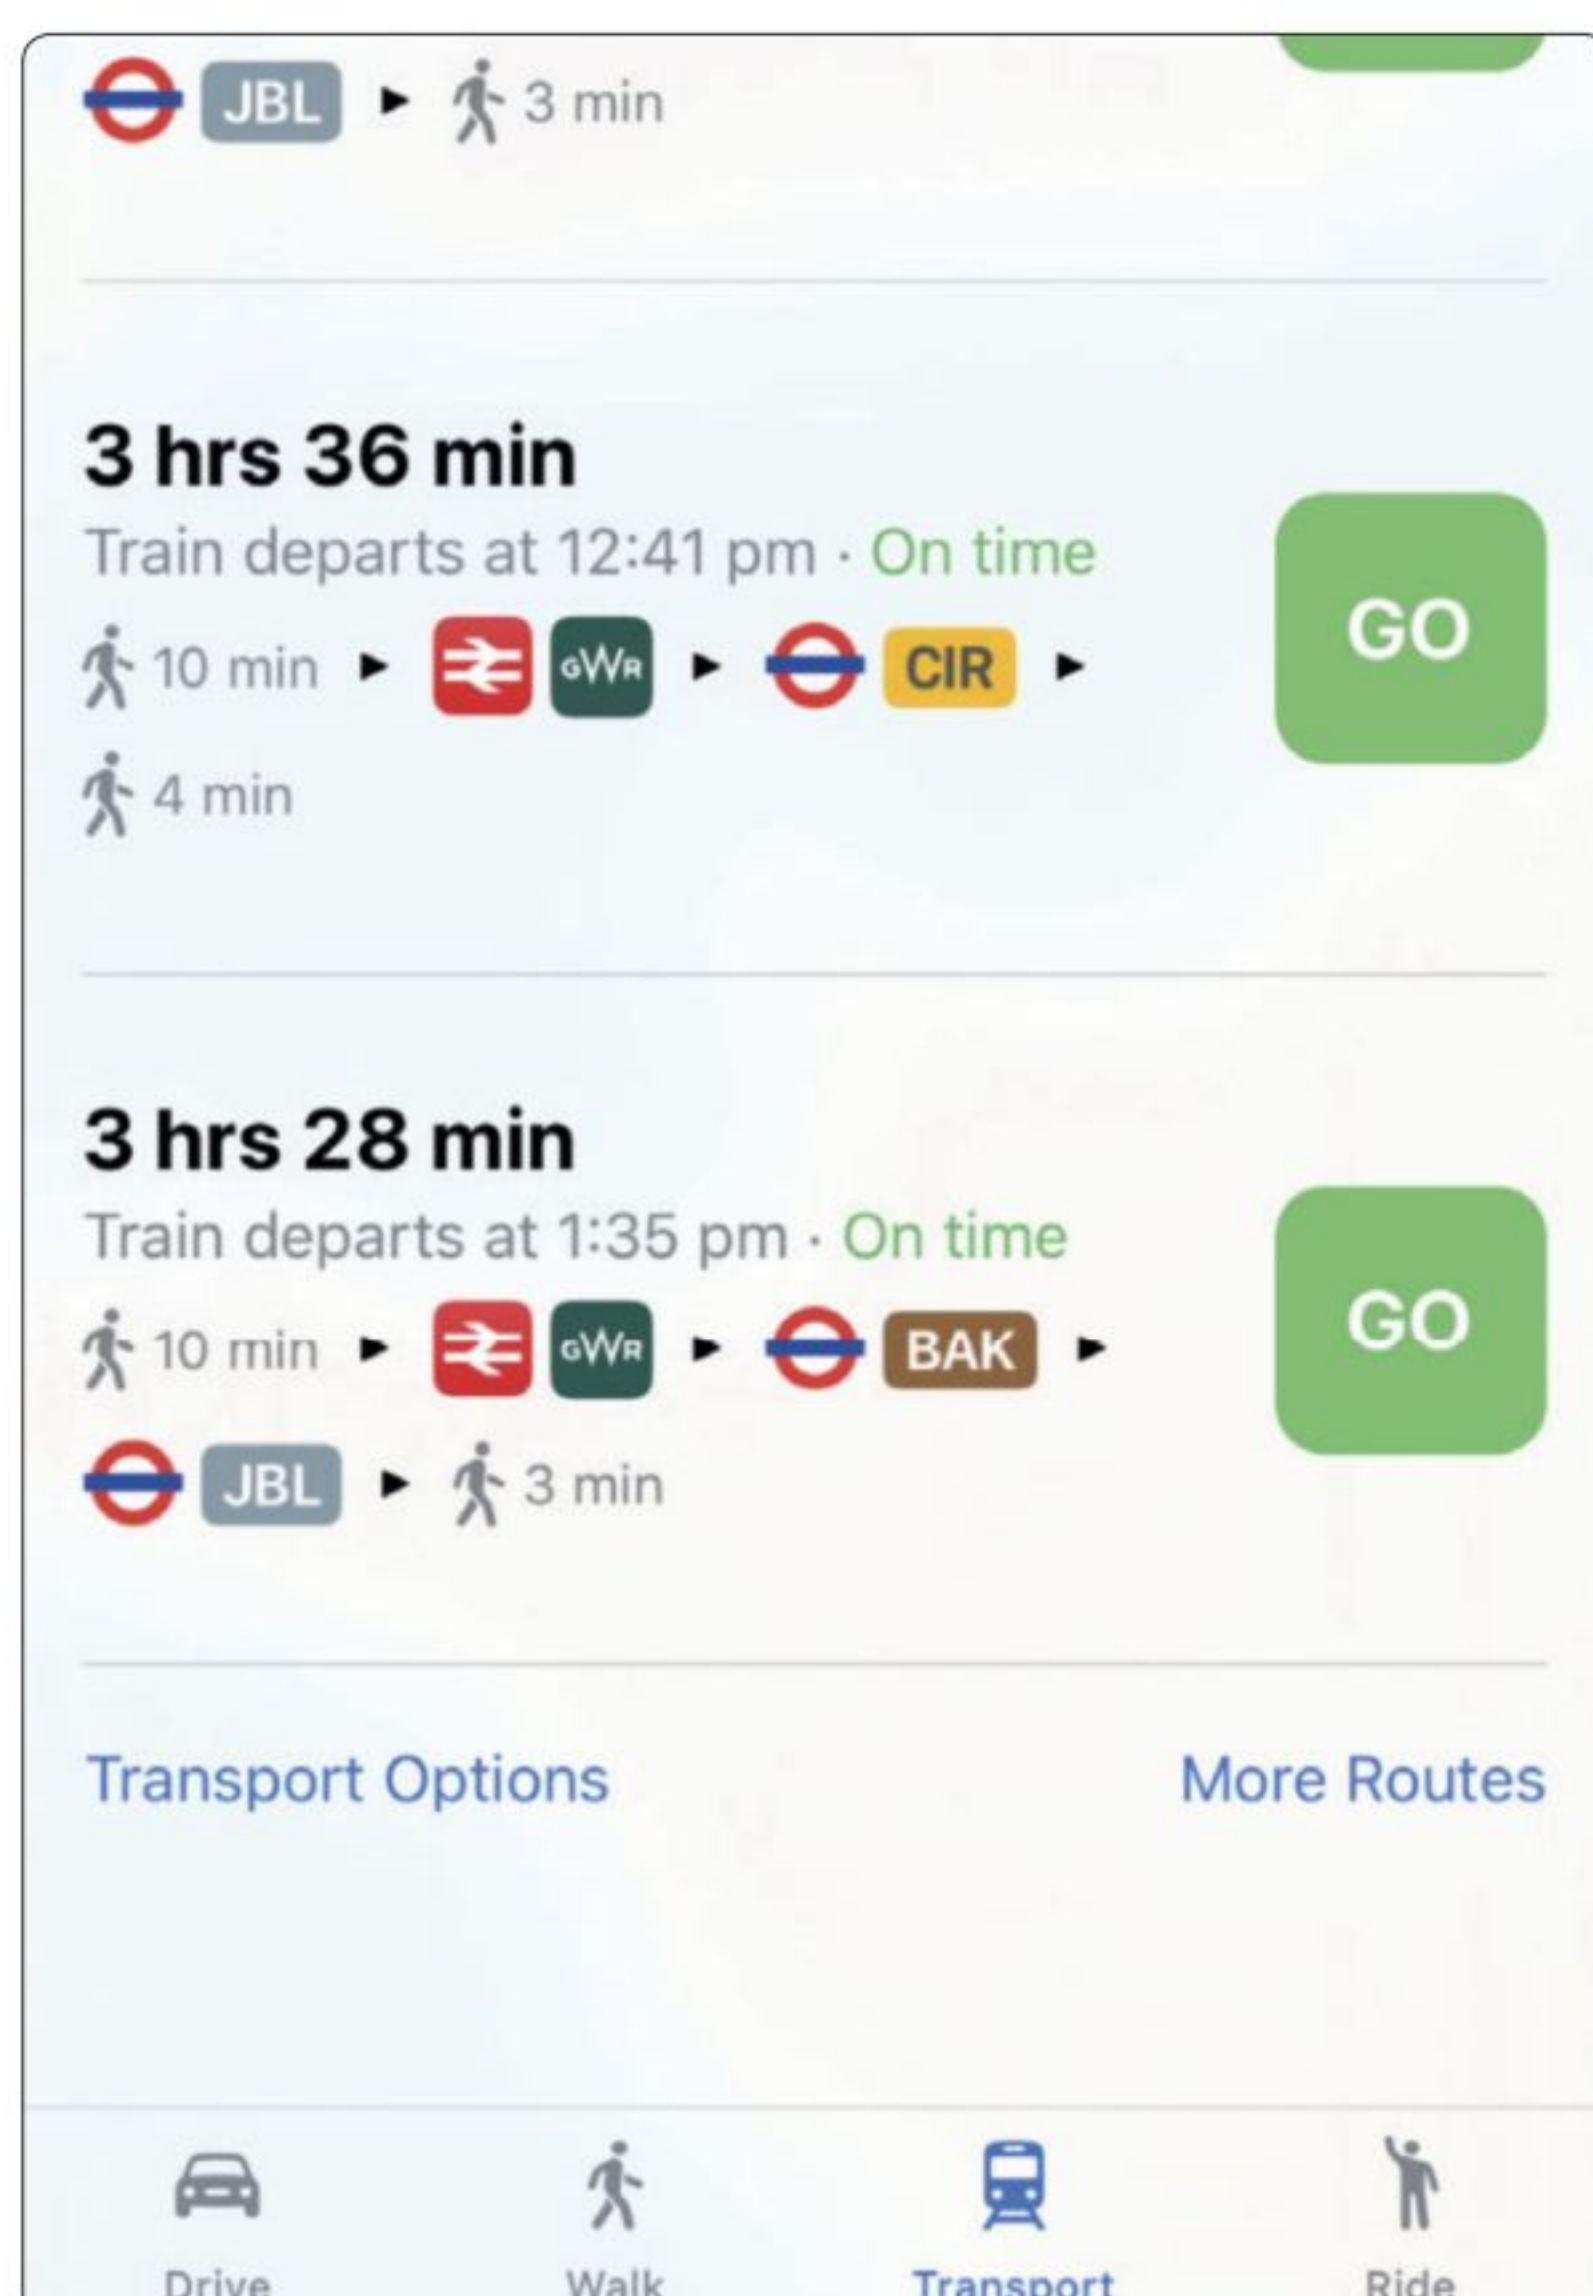 JBL ▸ 3 min
3 hrs 36 min
Train departs at 12:41 pm · On time
10 min ▸ GWR ▸ CIR ▸
GO
4 min
3 hrs 28 min
Train departs at 1:35 pm · On time
10 min ▸ GWR ▸ BAK ▸
GO
JBL ▸ 3 min
Transport Options More Routes
Drive Walk Transport Ride